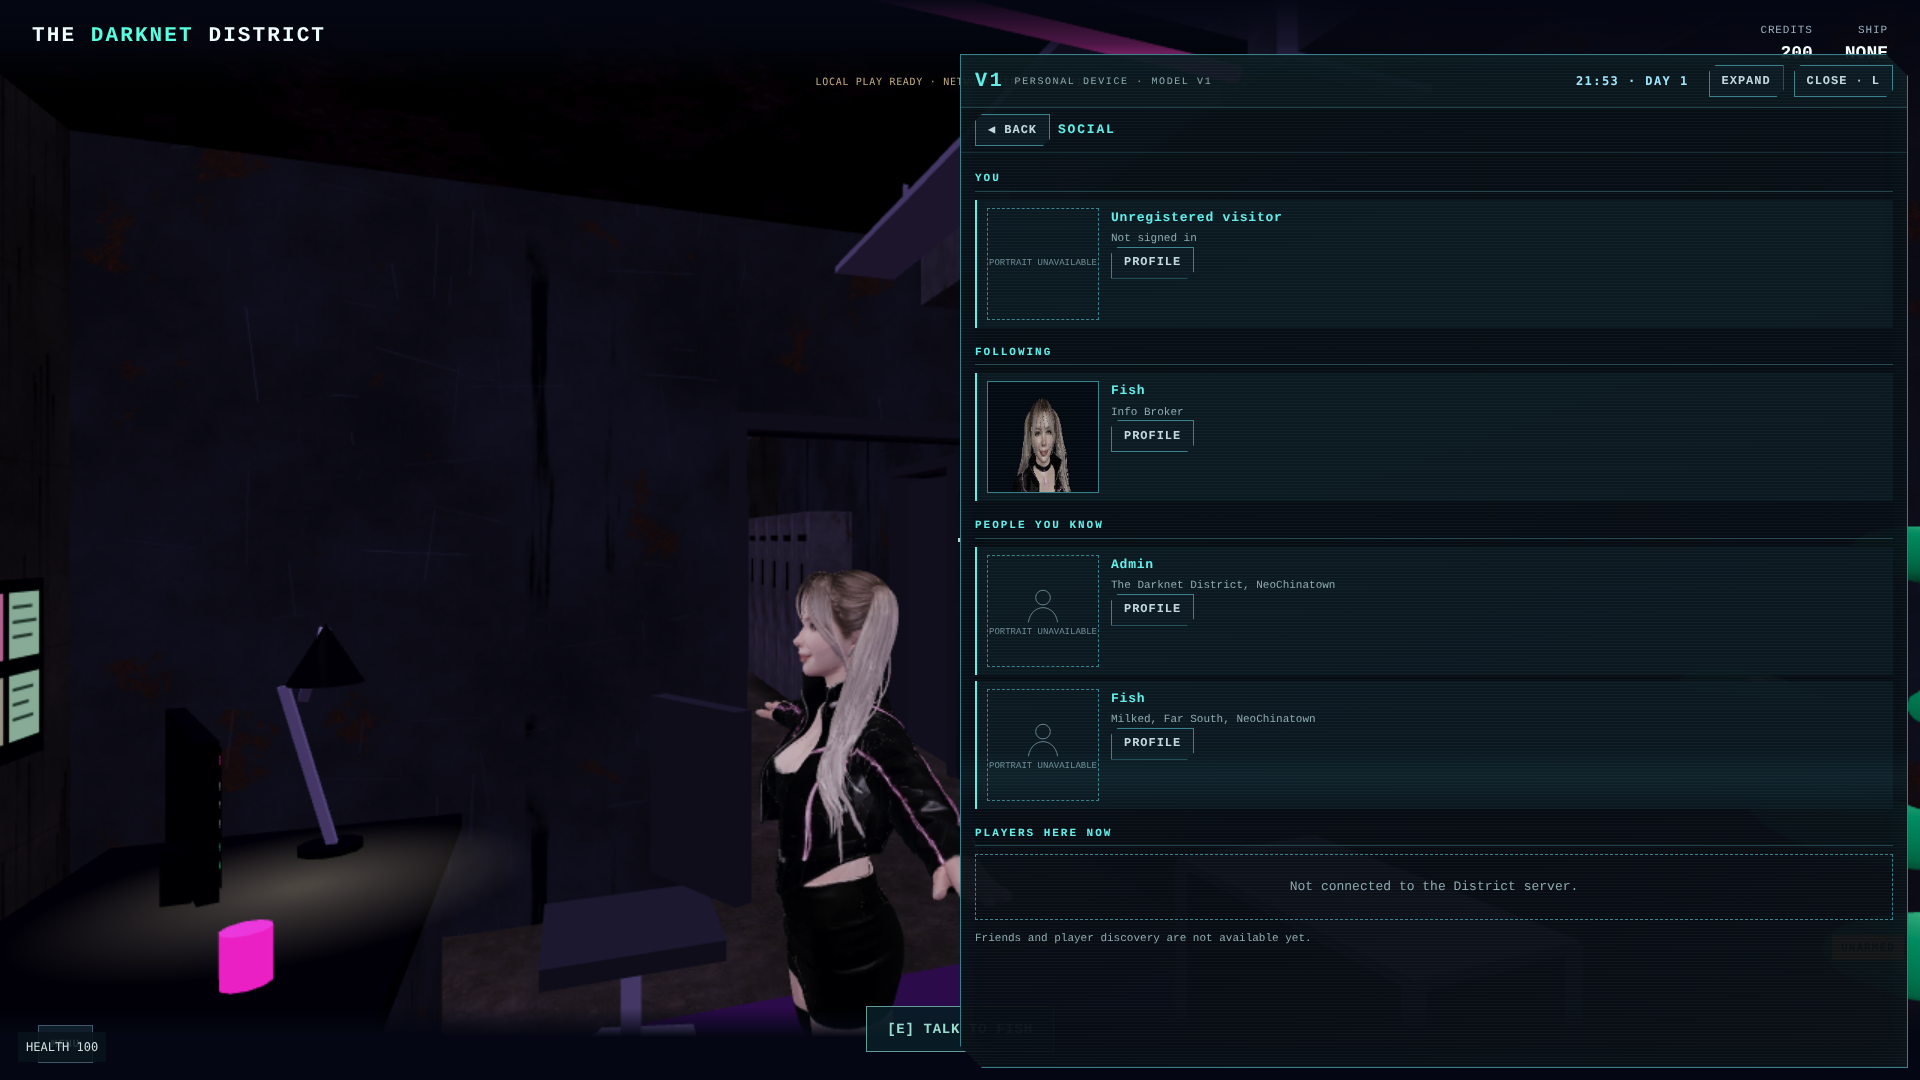 THE DARKNET DISTRICT
CREDITS
SHIP
200
NONE
LOCAL PLAY READY · NET
V1
PERSONAL DEVICE · MODEL V1
21:53 · DAY 1
EXPAND
CLOSE · L
◀ BACK
SOCIAL
YOU
PORTRAIT UNAVAILABLE
Unregistered visitor
Not signed in
PROFILE
FOLLOWING
Fish
Info Broker
PROFILE
PEOPLE YOU KNOW
PORTRAIT UNAVAILABLE
Admin
The Darknet District, NeoChinatown
PROFILE
PORTRAIT UNAVAILABLE
Fish
Milked, Far South, NeoChinatown
PROFILE
PLAYERS HERE NOW
Not connected to the District server.
Friends and player discovery are not available yet.
[E] TALK TO FISH
HEALTH 100